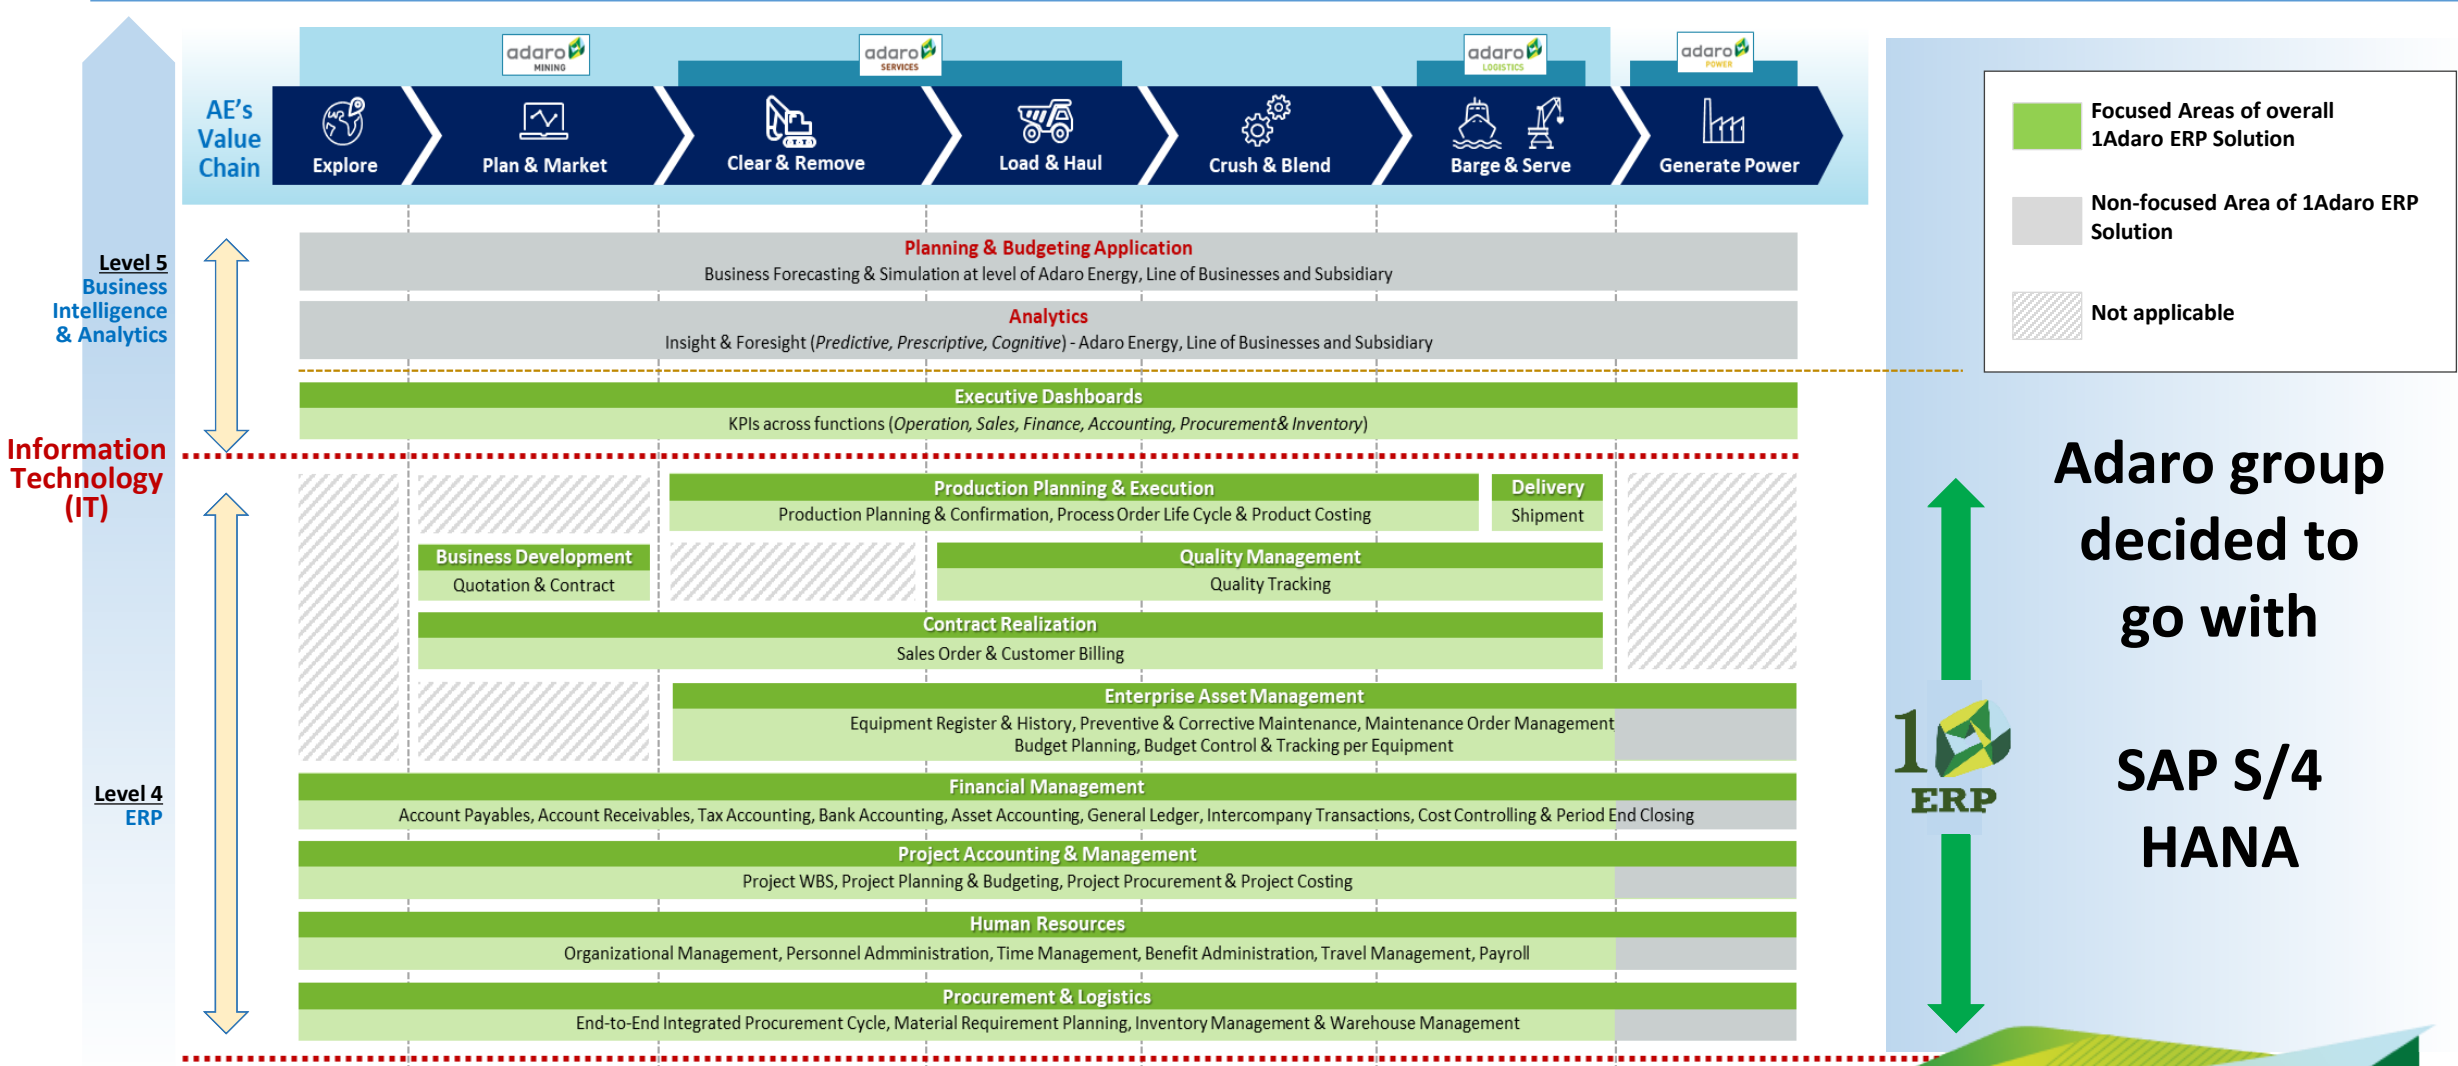 adaro
MINING
adaro
SERVICES
adaro
LOGISTICS
adaro
POWER
AE's
Value
Chain
Explore
Plan & Market
Clear & Remove
Load & Haul
Crush & Blend
Barge & Serve
Generate Power
Focused Areas of overall
1Adaro ERP Solution
Non-focused Area of 1Adaro ERP
Solution
Not applicable
Level 5
Business
Intelligence
& Analytics
Planning & Budgeting Application
Business Forecasting & Simulation at level of Adaro Energy, Line of Businesses and Subsidiary
Analytics
Insight & Foresight (Predictive, Prescriptive, Cognitive) - Adaro Energy, Line of Businesses and Subsidiary
Executive Dashboards
KPIs across functions (Operation, Sales, Finance, Accounting, Procurement& Inventory)
Information
Technology
(IT)
Production Planning & Execution
Production Planning & Confirmation, Process Order Life Cycle & Product Costing
Delivery
Shipment
Business Development
Quotation & Contract
Quality Management
Quality Tracking
Contract Realization
Sales Order & Customer Billing
Enterprise Asset Management
Equipment Register & History, Preventive & Corrective Maintenance, Maintenance Order Management
Budget Planning, Budget Control & Tracking per Equipment
Level 4
ERP
Financial Management
Account Payables, Account Receivables, Tax Accounting, Bank Accounting, Asset Accounting, General Ledger, Intercompany Transactions, Cost Controlling & Period End Closing
Project Accounting & Management
Project WBS, Project Planning & Budgeting, Project Procurement & Project Costing
Human Resources
Organizational Management, Personnel Admministration, Time Management, Benefit Administration, Travel Management, Payroll
Procurement & Logistics
End-to-End Integrated Procurement Cycle, Material Requirement Planning, Inventory Management & Warehouse Management
1
ERP
Adaro group
decided to
go with
SAP S/4
HANA